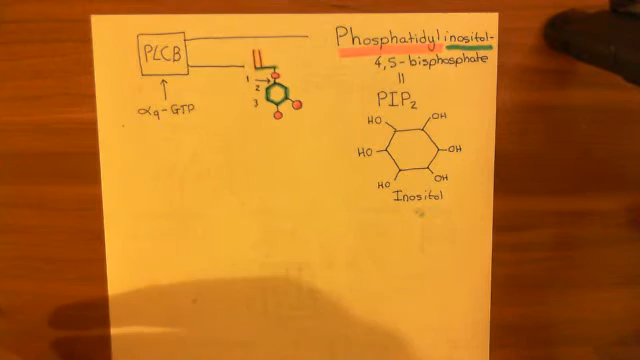 PLCB
αq-GTP
1
2
3
Phosphatidylinositol-
4,5-bisphosphate
=
PIP2
HO
OH
HO
OH
HO
OH
Inositol